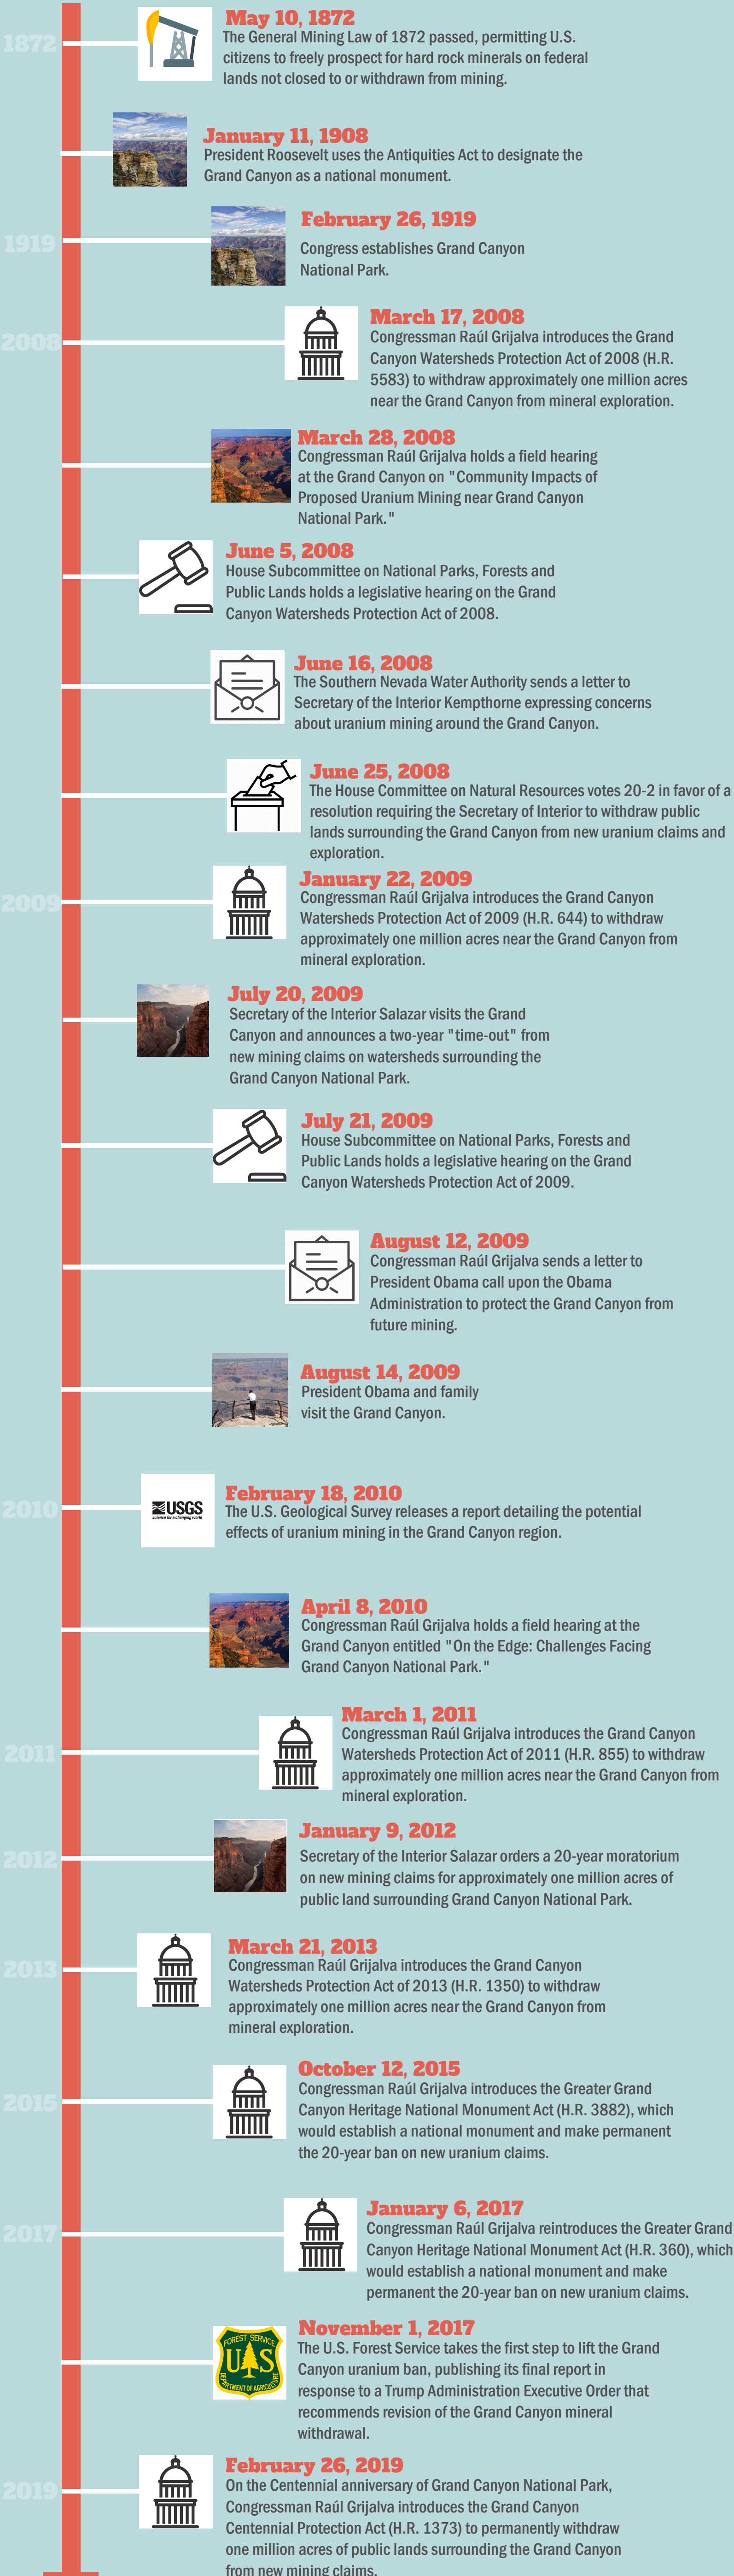 May 10, 1872
1872
The General Mining Law of 1872 passed, permitting U.S.
citizens to freely prospect for hard rock minerals on federal
lands not closed to or withdrawn from mining.
January 11, 1908
President Roosevelt uses the Antiquities Act to designate the
Grand Canyon as a national monument.
February 26, 1919
1919
Congress establishes Grand Canyon
National Park.
March 17, 2008
2008
Congressman Raúl Grijalva introduces the Grand
Canyon Watersheds Protection Act of 2008 (H.R.
5583) to withdraw approximately one million acres
near the Grand Canyon from mineral exploration.
March 28, 2008
Congressman Raúl Grijalva holds a field hearing
at the Grand Canyon on "Community Impacts of
Proposed Uranium Mining near Grand Canyon
National Park."
June 5, 2008
House Subcommittee on National Parks, Forests and
Public Lands holds a legislative hearing on the Grand
Canyon Watersheds Protection Act of 2008.
June 16, 2008
The Southern Nevada Water Authority sends a letter to
Secretary of the Interior Kempthorne expressing concerns
about uranium mining around the Grand Canyon.
June 25, 2008
The House Committee on Natural Resources votes 20-2 in favor of a
resolution requiring the Secretary of Interior to withdraw public
lands surrounding the Grand Canyon from new uranium claims and
exploration.
January 22, 2009
2009
Congressman Raúl Grijalva introduces the Grand Canyon
Watersheds Protection Act of 2009 (H.R. 644) to withdraw
approximately one million acres near the Grand Canyon from
mineral exploration.
July 20, 2009
Secretary of the Interior Salazar visits the Grand
Canyon and announces a two-year "time-out" from
new mining claims on watersheds surrounding the
Grand Canyon National Park.
July 21, 2009
House Subcommittee on National Parks, Forests and
Public Lands holds a legislative hearing on the Grand
Canyon Watersheds Protection Act of 2009.
August 12, 2009
Congressman Raúl Grijalva sends a letter to
President Obama call upon the Obama
Administration to protect the Grand Canyon from
future mining.
August 14, 2009
President Obama and family
visit the Grand Canyon.
February 18, 2010
2010
USGS
science for a changing world
The U.S. Geological Survey releases a report detailing the potential
effects of uranium mining in the Grand Canyon region.
April 8, 2010
Congressman Raúl Grijalva holds a field hearing at the
Grand Canyon entitled "On the Edge: Challenges Facing
Grand Canyon National Park."
March 1, 2011
2011
Congressman Raúl Grijalva introduces the Grand Canyon
Watersheds Protection Act of 2011 (H.R. 855) to withdraw
approximately one million acres near the Grand Canyon from
mineral exploration.
January 9, 2012
2012
Secretary of the Interior Salazar orders a 20-year moratorium
on new mining claims for approximately one million acres of
public land surrounding Grand Canyon National Park.
March 21, 2013
2013
Congressman Raúl Grijalva introduces the Grand Canyon
Watersheds Protection Act of 2013 (H.R. 1350) to withdraw
approximately one million acres near the Grand Canyon from
mineral exploration.
October 12, 2015
2015
Congressman Raúl Grijalva introduces the Greater Grand
Canyon Heritage National Monument Act (H.R. 3882), which
would establish a national monument and make permanent
the 20-year ban on new uranium claims.
January 6, 2017
2017
Congressman Raúl Grijalva reintroduces the Greater Grand
Canyon Heritage National Monument Act (H.R. 360), which
would establish a national monument and make
permanent the 20-year ban on new uranium claims.
November 1, 2017
FOREST SERVICE
U S
DEPARTMENT OF AGRICULTURE
The U.S. Forest Service takes the first step to lift the Grand
Canyon uranium ban, publishing its final report in
response to a Trump Administration Executive Order that
recommends revision of the Grand Canyon mineral
withdrawal.
February 26, 2019
2019
On the Centennial anniversary of Grand Canyon National Park,
Congressman Raúl Grijalva introduces the Grand Canyon
Centennial Protection Act (H.R. 1373) to permanently withdraw
one million acres of public lands surrounding the Grand Canyon
from new mining claims.